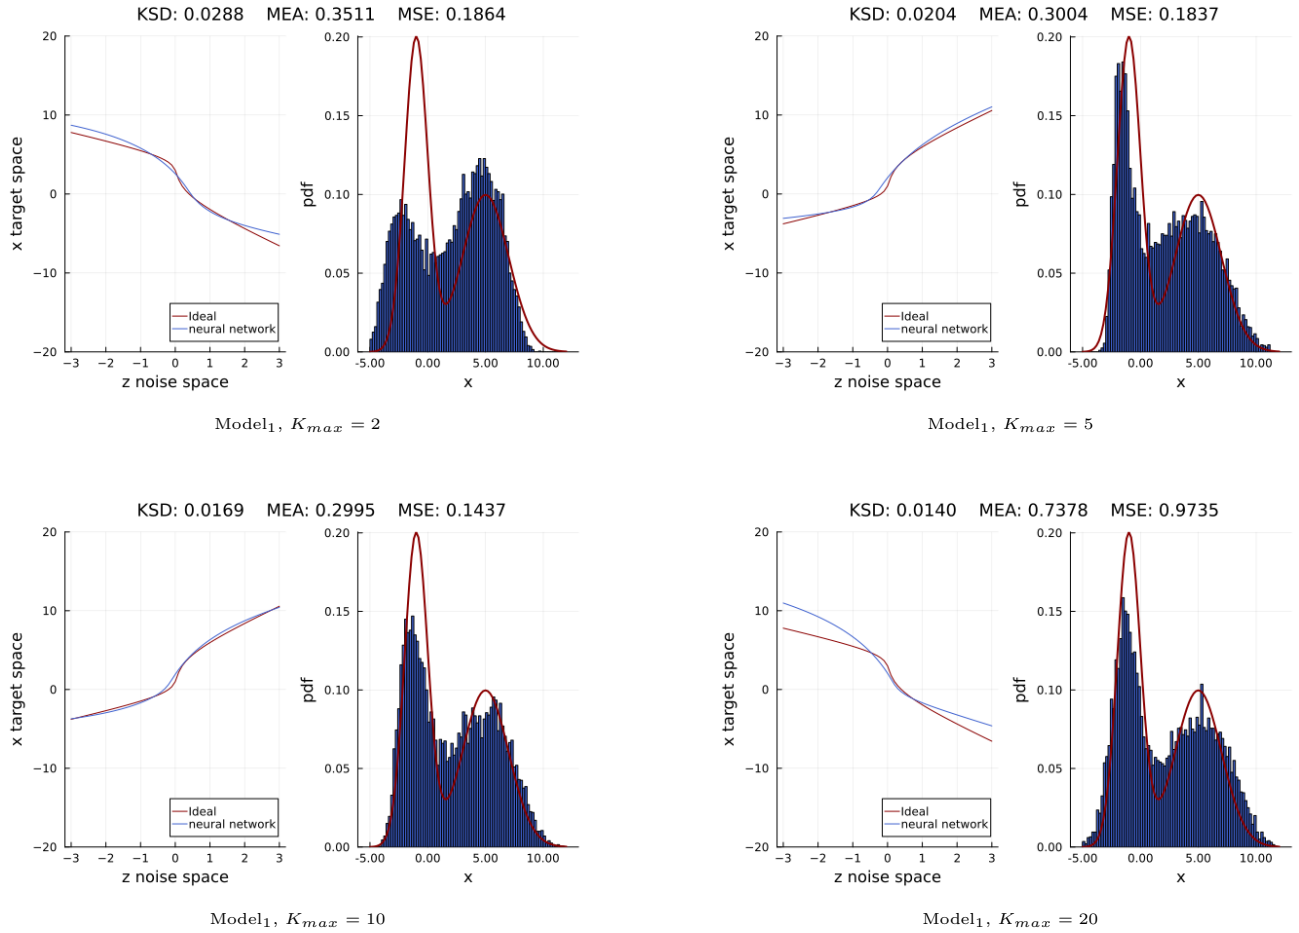 KSD: 0.0288 MEA: 0.3511 MSE: 0.1864
20
10
0
−10
−20
−3 −2 −1 0 1 2 3
x target space
z noise space
Ideal
neural network
0.20
0.15
0.10
0.05
0.00
-5.00 0.00 5.00 10.00
pdf
x
Model1, Kmax = 2
KSD: 0.0204 MEA: 0.3004 MSE: 0.1837
20
10
0
−10
−20
−3 −2 −1 0 1 2 3
x target space
z noise space
Ideal
neural network
0.20
0.15
0.10
0.05
0.00
-5.00 0.00 5.00 10.00
pdf
x
Model1, Kmax = 5
KSD: 0.0169 MEA: 0.2995 MSE: 0.1437
20
10
0
−10
−20
−3 −2 −1 0 1 2 3
x target space
z noise space
Ideal
neural network
0.20
0.15
0.10
0.05
0.00
-5.00 0.00 5.00 10.00
pdf
x
Model1, Kmax = 10
KSD: 0.0140 MEA: 0.7378 MSE: 0.9735
20
10
0
−10
−20
−3 −2 −1 0 1 2 3
x target space
z noise space
Ideal
neural network
0.20
0.15
0.10
0.05
0.00
-5.00 0.00 5.00 10.00
pdf
x
Model1, Kmax = 20